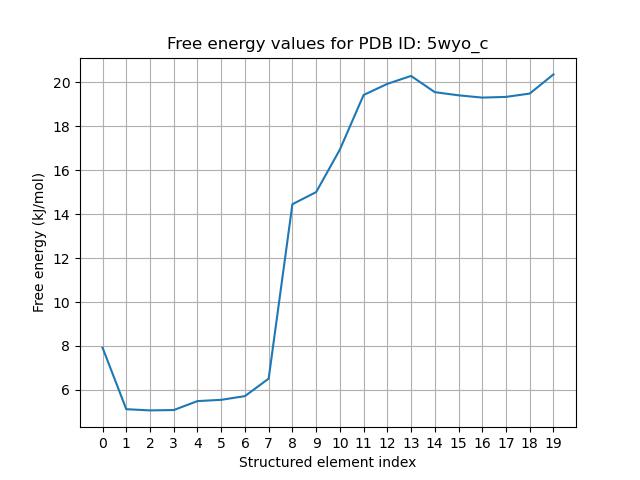 Free energy values for PDB ID: 5wyo_c
Free energy (kJ/mol)
20
18
16
14
12
10
8
6
0 1 2 3 4 5 6 7 8 9 10 11 12 13 14 15 16 17 18 19
Structured element index